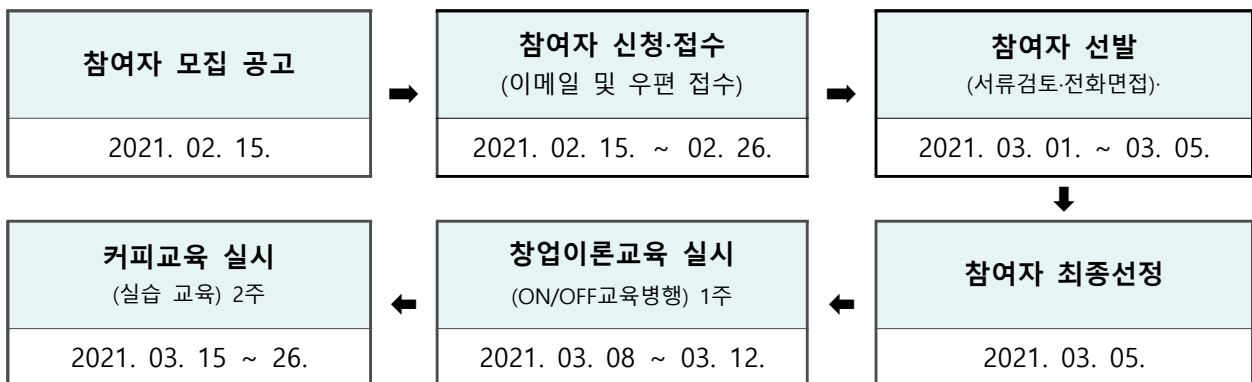 참여자 모집 공고
2021. 02. 15.
참여자 신청·접수
(이메일 및 우편 접수)
2021. 02. 15. ~ 02. 26.
참여자 선발
(서류검토·전화면접)·
2021. 03. 01. ~ 03. 05.
참여자 최종선정
2021. 03. 05.
창업이론교육 실시
(ON/OFF교육병행) 1주
2021. 03. 08 ~ 03. 12.
커피교육 실시
(실습 교육) 2주
2021. 03. 15 ~ 26.